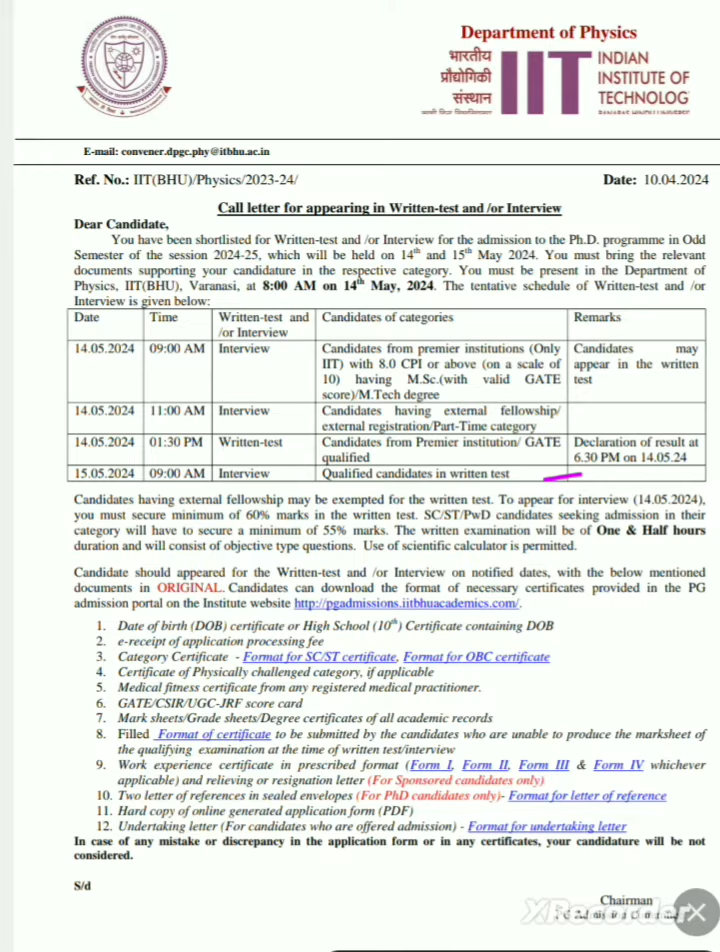 Department of Physics
भारतीय
प्रौद्योगिकी
संस्थान
IIT
INDIAN
INSTITUTE OF
TECHNOLOG
E-mail: convener.dpgc.phy@itbhu.ac.in
Ref. No.: IIT(BHU)/Physics/2023-24/ Date: 10.04.2024
Call letter for appearing in Written-test and /or Interview
Dear Candidate,
You have been shortlisted for Written-test and /or Interview for the admission to the Ph.D. programme in Odd
Semester of the session 2024-25, which will be held on 14th and 15th May 2024. You must bring the relevant
documents supporting your candidature in the respective category. You must be present in the Department of
Physics, IIT(BHU), Varanasi, at 8:00 AM on 14th May, 2024. The tentative schedule of Written-test and /or
Interview is given below:
Date Time Written-test and /or Interview Candidates of categories Remarks
14.05.2024 09:00 AM Interview Candidates from premier institutions (Only
IIT) with 8.0 CPI or above (on a scale of
10) having M.Sc.(with valid GATE
score)/M.Tech degree
Candidates may
appear in the written
test
14.05.2024 11:00 AM Interview Candidates having external fellowship/
external registration/Part-Time category
14.05.2024 01:30 PM Written-test Candidates from Premier institution/ GATE
qualified
Declaration of result at
6.30 PM on 14.05.24
15.05.2024 09:00 AM Interview Qualified candidates in written test
Candidates having external fellowship may be exempted for the written test. To appear for interview (14.05.2024),
you must secure minimum of 60% marks in the written test. SC/ST/PwD candidates seeking admission in their
category will have to secure a minimum of 55% marks. The written examination will be of One & Half hours
duration and will consist of objective type questions. Use of scientific calculator is permitted.
Candidate should appeared for the Written-test and /or Interview on notified dates, with the below mentioned
documents in ORIGINAL. Candidates can download the format of necessary certificates provided in the PG
admission portal on the Institute website http://pgadmissions.iitbhuacademics.com/.
1. Date of birth (DOB) certificate or High School (10th) Certificate containing DOB
2. e-receipt of application processing fee
3. Category Certificate - Format for SC/ST certificate, Format for OBC certificate
4. Certificate of Physically challenged category, if applicable
5. Medical fitness certificate from any registered medical practitioner.
6. GATE/CSIR/UGC-JRF score card
7. Mark sheets/Grade sheets/Degree certificates of all academic records
8. Filled Format of certificate to be submitted by the candidates who are unable to produce the marksheet of
the qualifying examination at the time of written test/interview
9. Work experience certificate in prescribed format (Form I, Form II, Form III & Form IV whichever
applicable) and relieving or resignation letter (For Sponsored candidates only)
10. Two letter of references in sealed envelopes (For PhD candidates only)- Format for letter of reference
11. Hard copy of online generated application form (PDF)
12. Undertaking letter (For candidates who are offered admission) - Format for undertaking letter
In case of any mistake or discrepancy in the application form or in any certificates, your candidature will be not
considered.
S/d
Chairman
XRecorder